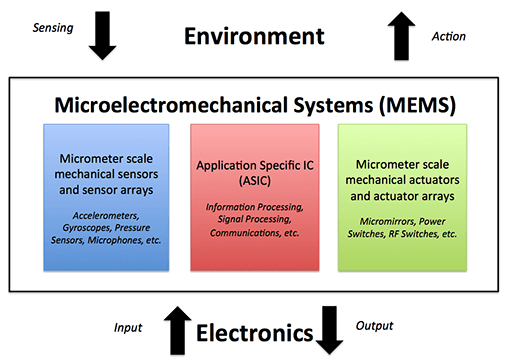 Sensing
Environment
Action
Microelectromechanical Systems (MEMS)
Micrometer scale
mechanical sensors
and sensor arrays
Accelerometers,
Gyroscopes, Pressure
Sensors, Microphones, etc.
Application Specific IC
(ASIC)
Information Processing,
Signal Processing,
Communications, etc.
Micrometer scale
mechanical actuators
and actuator arrays
Micromirrors, Power
Switches, RF Switches, etc.
Input
Electronics
Output